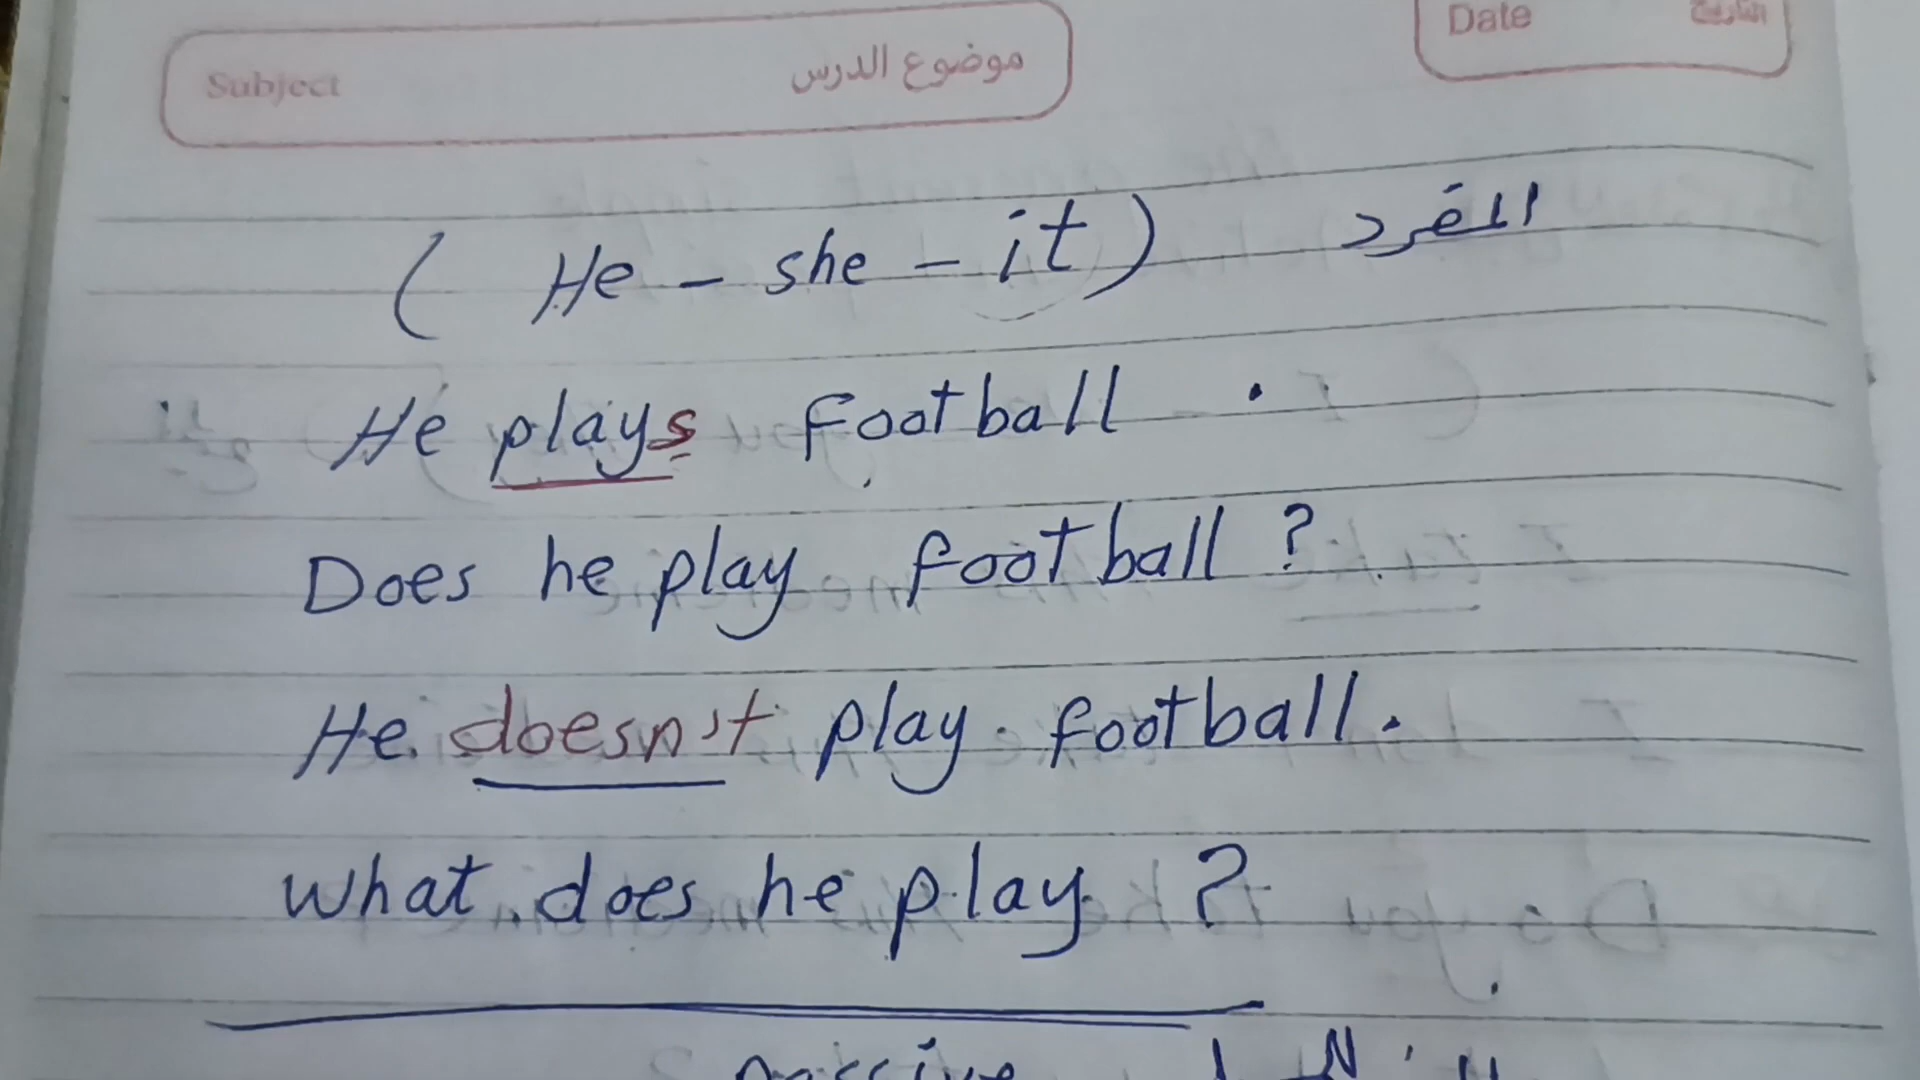 Subject موضوع الدرس
Date التاريخ
( He - she - it ) المفرد
He plays football .
Does he play football ?
He doesn't play football.
what does he play ?
passive